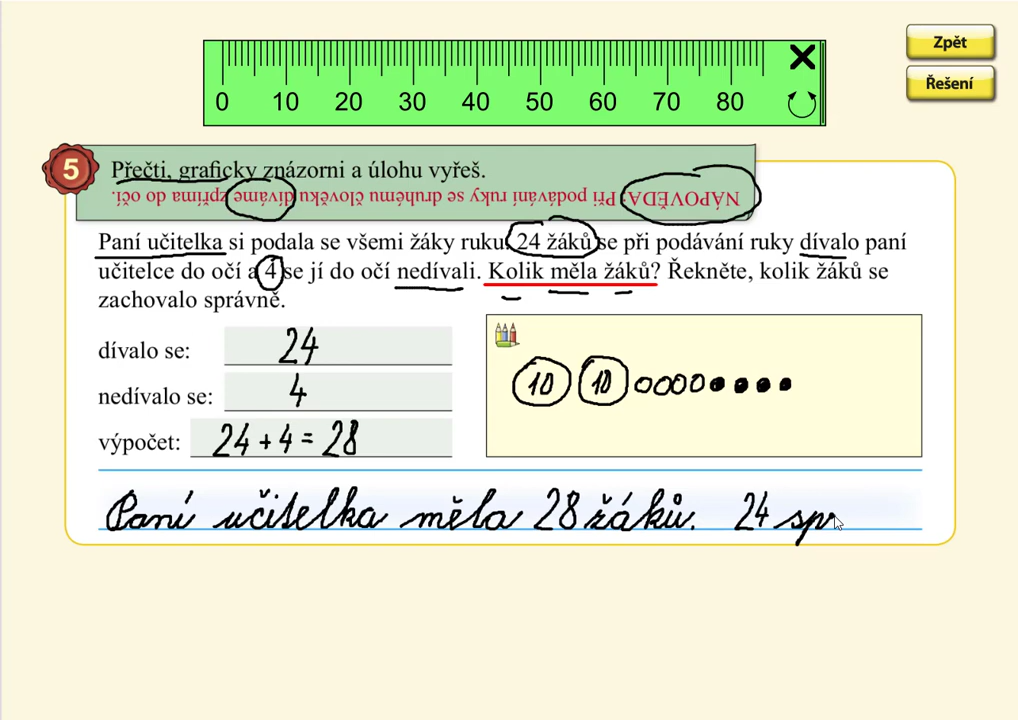 Zpět
Řešení
0 10 20 30 40 50 60 70 80
5
Přečti, graficky znázorni a úlohu vyřeš.
NÁPOVĚDA: Při podávání ruky se druhému člověku díváme zpříma do očí.
Paní učitelka si podala se všemi žáky ruku. 24 žáků se při podávání ruky dívalo paní
učitelce do očí a 4 se jí do očí nedívali. Kolik měla žáků? Řekněte, kolik žáků se
zachovalo správně.
dívalo se: 24
nedívalo se: 4
výpočet: 24 + 4 = 28
10 10
Paní učitelka měla 28 žáků. 24 sp